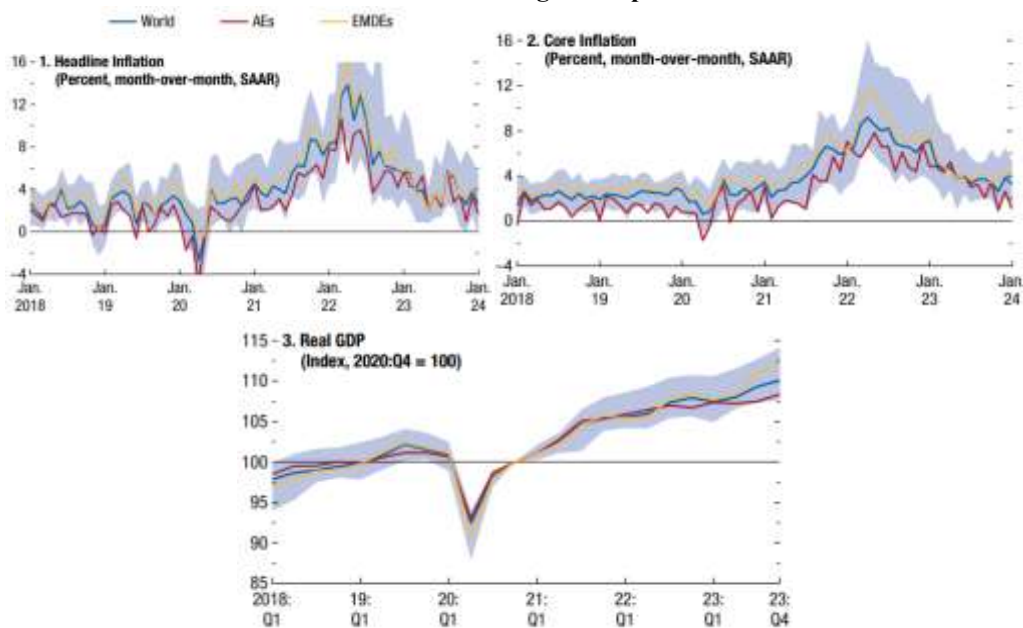 World AEs EMDEs
1. Headline Inflation
(Percent, month-over-month, SAAR)
16
12
8
4
0
-4
Jan. Jan. Jan. Jan. Jan. Jan. Jan.
2018 19 20 21 22 23 24
2. Core Inflation
(Percent, month-over-month, SAAR)
16
12
8
4
0
-4
Jan. Jan. Jan. Jan. Jan. Jan. Jan.
2018 19 20 21 22 23 24
3. Real GDP
(Index, 2020:Q4 = 100)
115
110
105
100
95
90
85
2018: 19: 20: 21: 22: 23: 23:
Q1 Q1 Q1 Q1 Q1 Q1 Q4